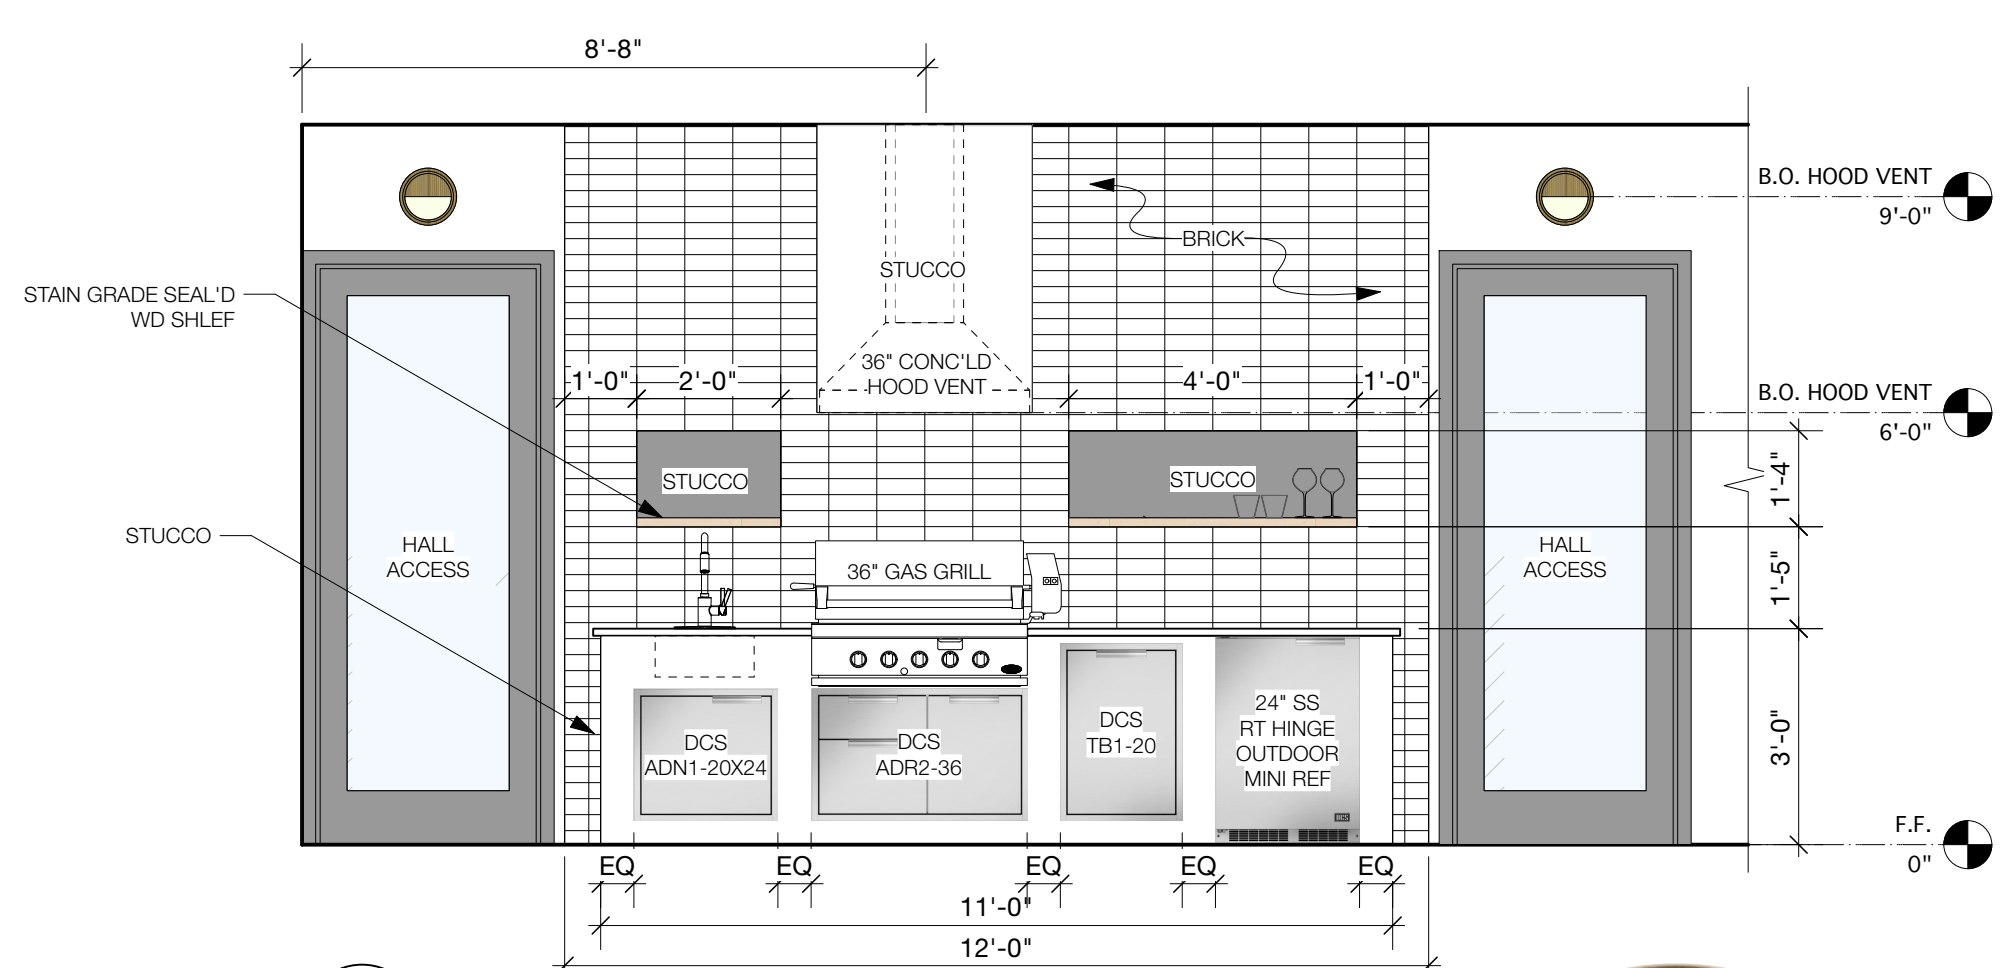 8'-8"
B.O. HOOD VENT
9'-0"
BRICK
STUCCO
STAIN GRADE SEAL'D
WD SHLEF
36" CONC'LD
HOOD VENT
1'-0"
2'-0"
4'-0"
1'-0"
B.O. HOOD VENT
6'-0"
STUCCO
STUCCO
1'-4"
STUCCO
HALL
ACCESS
36" GAS GRILL
HALL
ACCESS
1'-5"
DCS
ADN1-20X24
DCS
ADR2-36
DCS
TB1-20
24" SS
RT HINGE
OUTDOOR
MINI REF
DCS
3'-0"
F.F.
0"
EQ
EQ
EQ
EQ
EQ
11'-0"
12'-0"